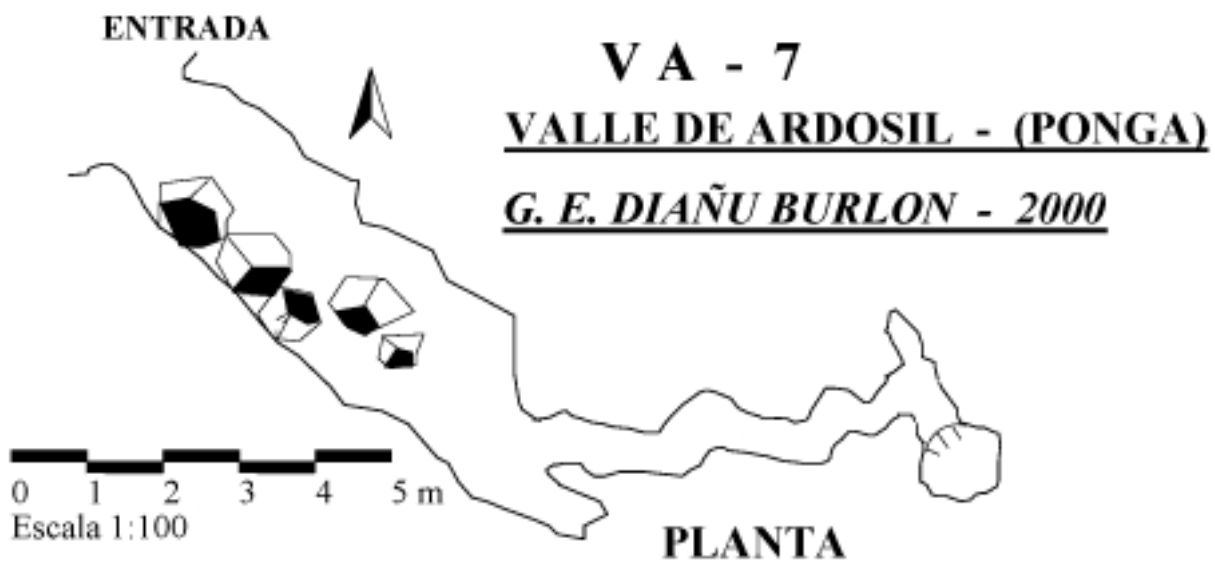 ENTRADA
V A - 7
VALLE DE ARDOSIL - (PONGA)
G. E. DIAÑU BURLON - 2000
0 1 2 3 4 5 m
Escala 1:100
PLANTA